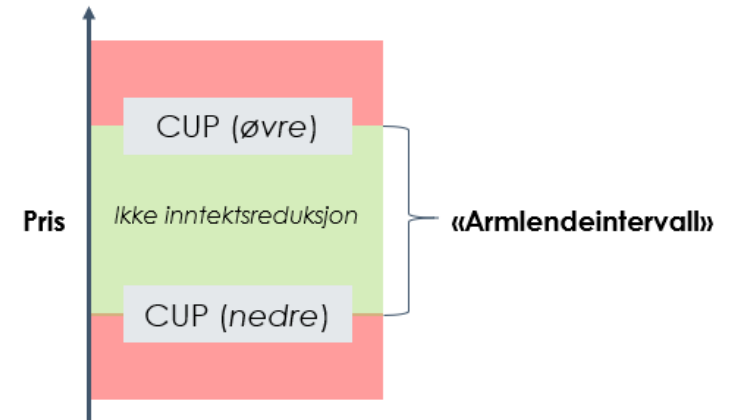 CUP (øvre)
Pris
Ikke inntektsreduksjon
«Armlendeintervall»
CUP (nedre)